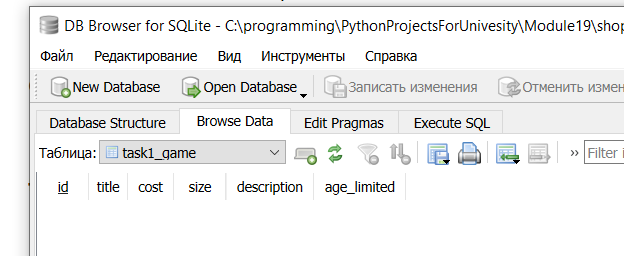 DB Browser for SQLite - C:\programming\PythonProjectsForUnivesity\Module19\shop
Файл Редактирование Вид Инструменты Справка
New Database Open Database Записать изменения Отменить измен
Database Structure Browse Data Edit Pragmas Execute SQL
Таблица: task1_game » Filter i
id title cost size description age_limited